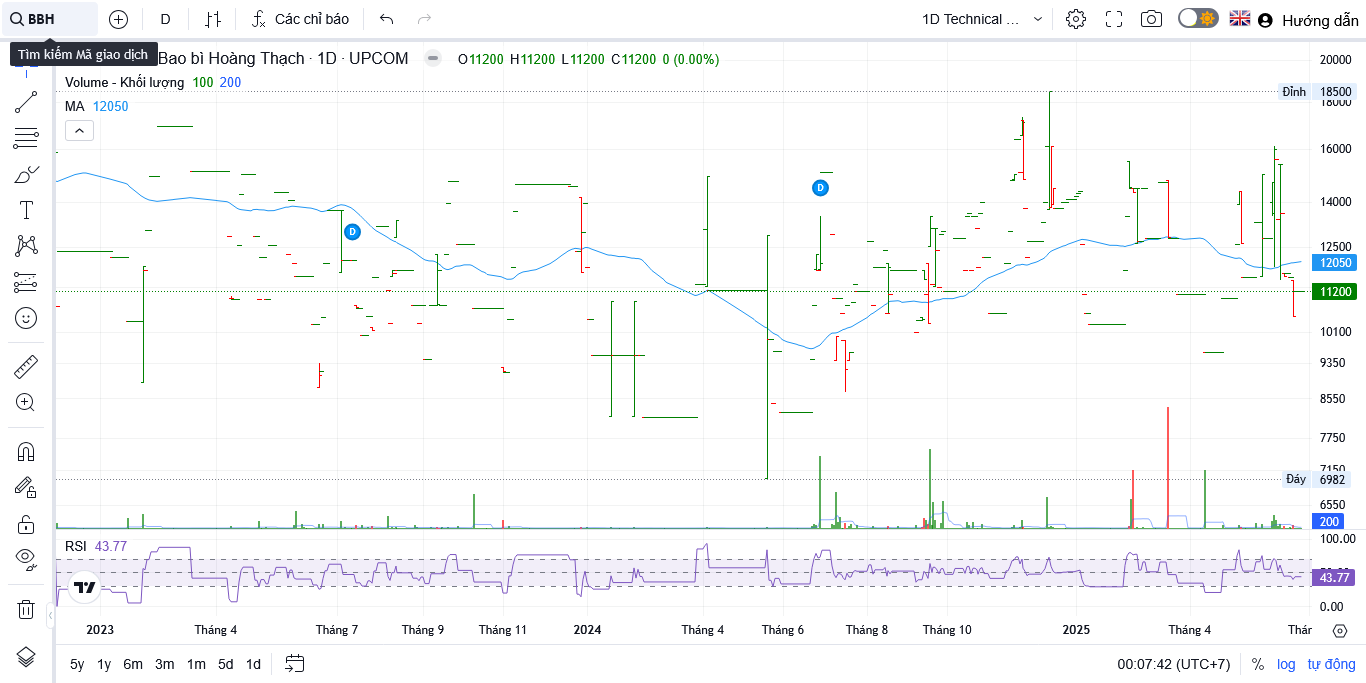 BBH D Các chỉ báo 1D Technical ... Hướng dẫn
Tìm kiếm Mã giao dịch
Bao bì Hoàng Thạch · 1D · UPCOM O11200 H11200 L11200 C11200 0 (0.00%)
Volume - Khối lượng 100 200
MA 12050
20000
Đỉnh 18500
18000
16000
14000
12500
12050
11200
10100
9350
8550
7750
7150
Đáy 6982
6550
200
D
D
RSI 43.77
100.00
50.00
43.77
0.00
2023 Tháng 4 Tháng 7 Tháng 9 Tháng 11 2024 Tháng 4 Tháng 6 Tháng 8 Tháng 10 2025 Tháng 4 Thár
5y 1y 6m 3m 1m 5d 1d 00:07:42 (UTC+7) % log tự động